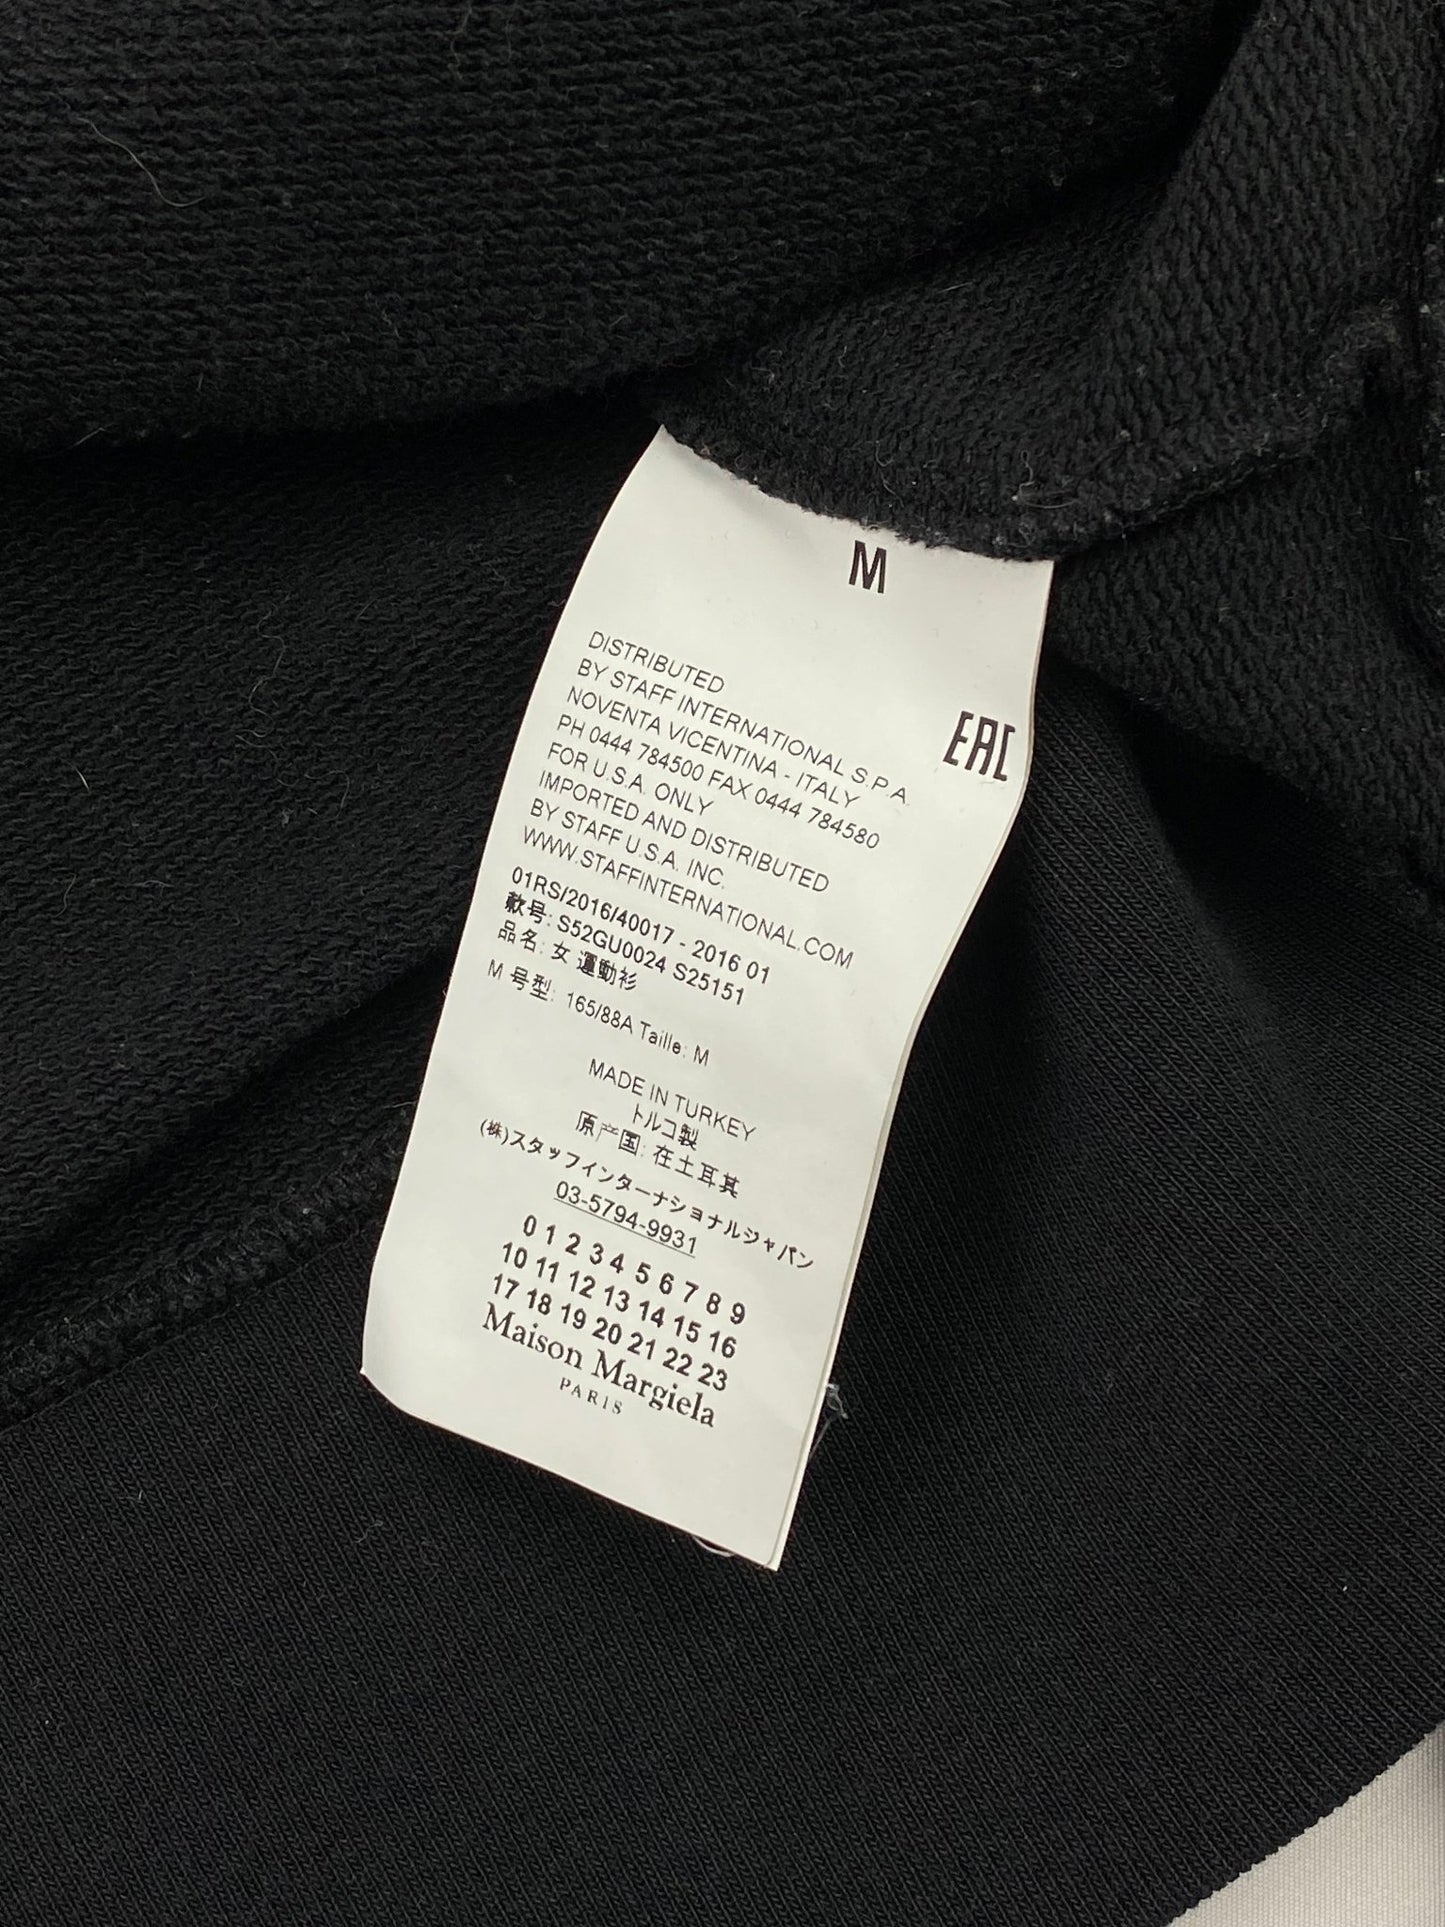 M
EAC
DISTRIBUTED
BY STAFF INTERNATIONAL S.P.A.
NOVENTA VICENTINA - ITALY
PH 0444 784500 FAX 0444 784580
FOR U.S.A. ONLY
IMPORTED AND DISTRIBUTED
BY STAFF U.S.A. INC.
WWW.STAFFINTERNATIONAL.COM
01RS/2016/40017 - 2016 01
款号: S52GU0024 S25151
品名: 女 運動衫
M 号型: 165/88A Taille: M
MADE IN TURKEY
トルコ製
原产国: 在土耳其
(株)スタッフインターナショナルジャパン
03-5794-9931
0 1 2 3 4 5 6 7 8 9
10 11 12 13 14 15 16
17 18 19 20 21 22 23
Maison Margiela
PARIS